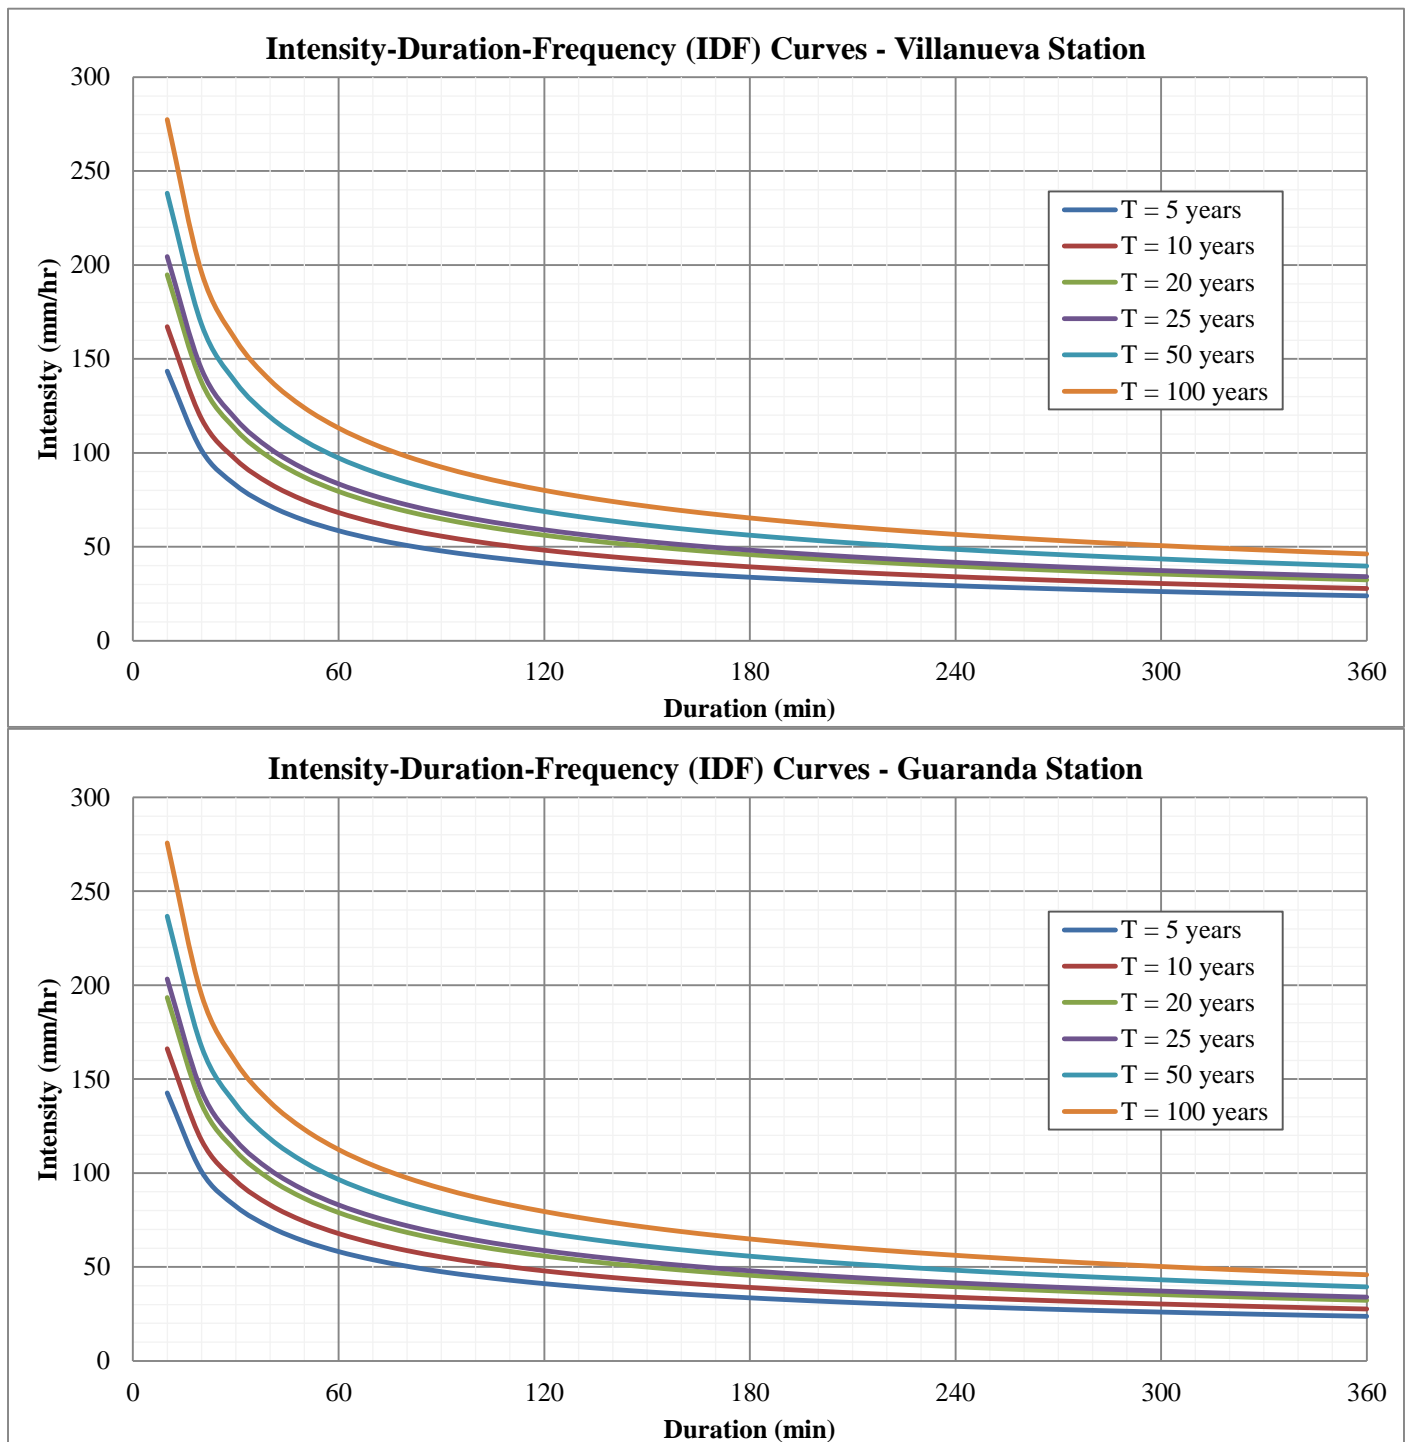 Intensity-Duration-Frequency (IDF) Curves - Villanueva Station
300
250
200
150
100
50
0
Intensity (mm/hr)
T = 5 years
T = 10 years
T = 20 years
T = 25 years
T = 50 years
T = 100 years
0 60 120 180 240 300 360
Duration (min)
Intensity-Duration-Frequency (IDF) Curves - Guaranda Station
300
250
200
150
100
50
0
Intensity (mm/hr)
T = 5 years
T = 10 years
T = 20 years
T = 25 years
T = 50 years
T = 100 years
0 60 120 180 240 300 360
Duration (min)